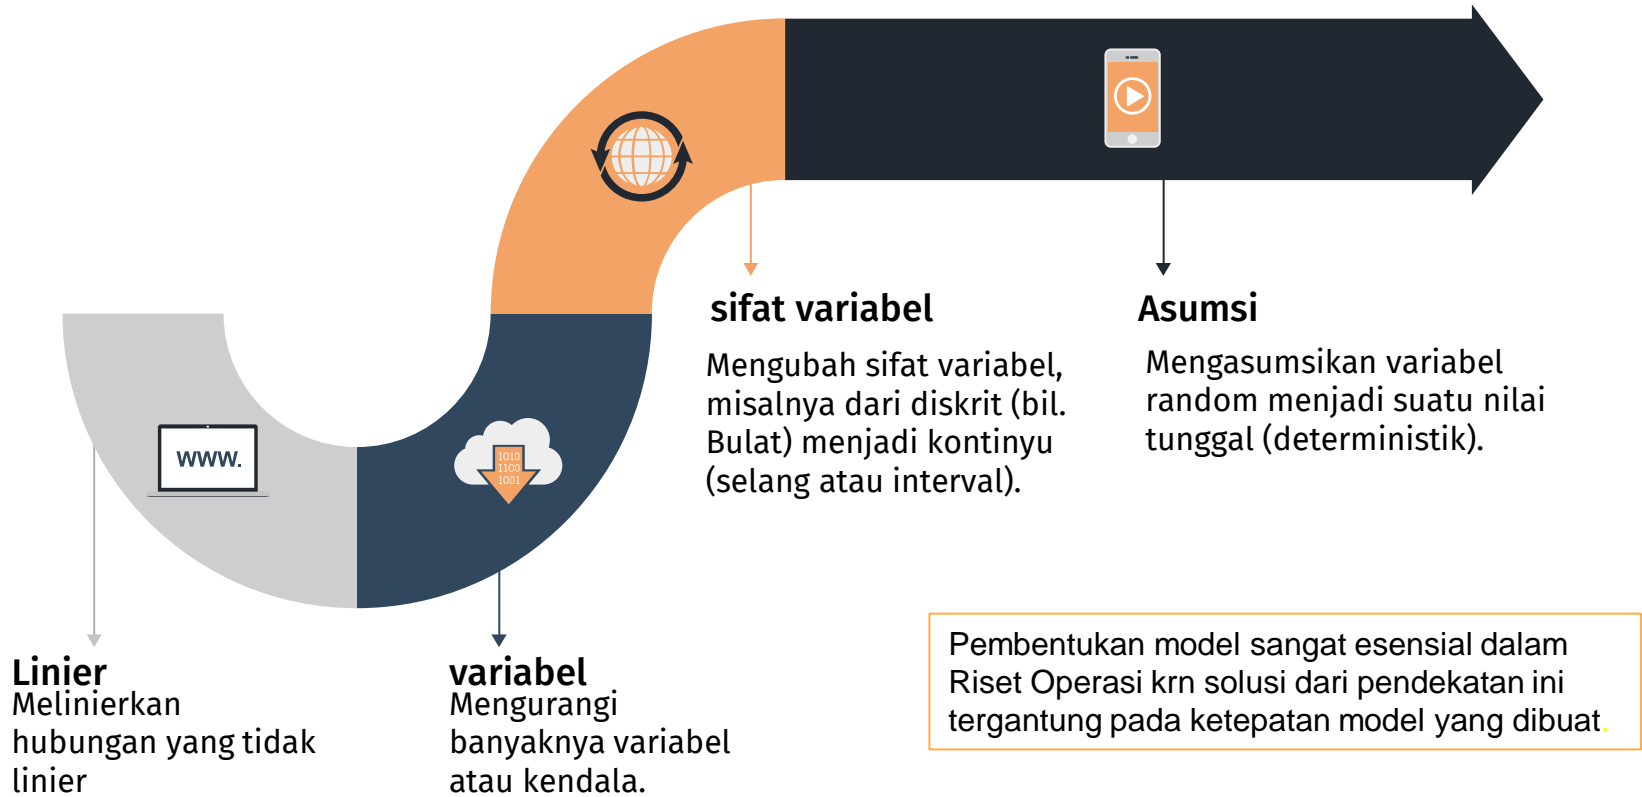 www.
1010
1100
1001
sifat variabel
Mengubah sifat variabel,
misalnya dari diskrit (bil.
Bulat) menjadi kontinyu
(selang atau interval).
Asumsi
Mengasumsikan variabel
random menjadi suatu nilai
tunggal (deterministik).
Linier
Melinierkan
hubungan yang tidak
linier
variabel
Mengurangi
banyaknya variabel
atau kendala.
Pembentukan model sangat esensial dalam
Riset Operasi krn solusi dari pendekatan ini
tergantung pada ketepatan model yang dibuat.